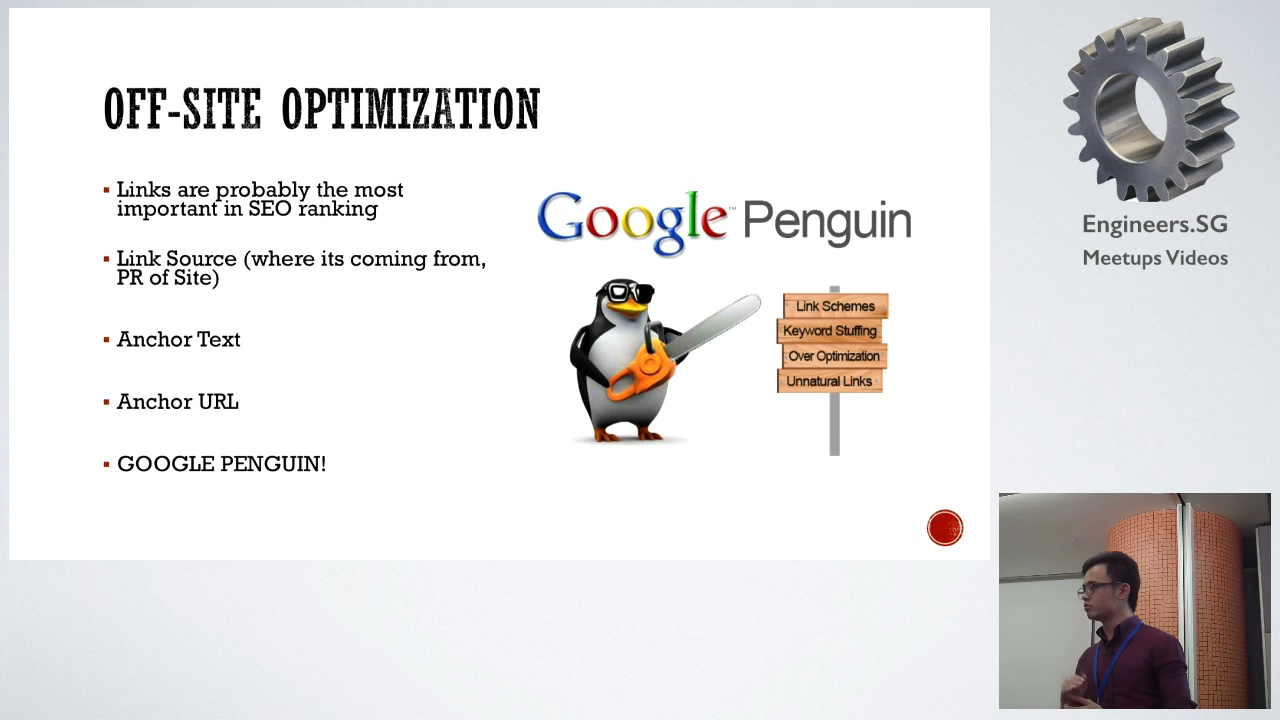 OFF-SITE OPTIMIZATION
Links are probably the most
important in SEO ranking
Link Source (where its coming from,
PR of Site)
Anchor Text
Anchor URL
GOOGLE PENGUIN!
Google™ Penguin
Link Schemes
Keyword Stuffing
Over Optimization
Unnatural Links
Engineers.SG
Meetups Videos